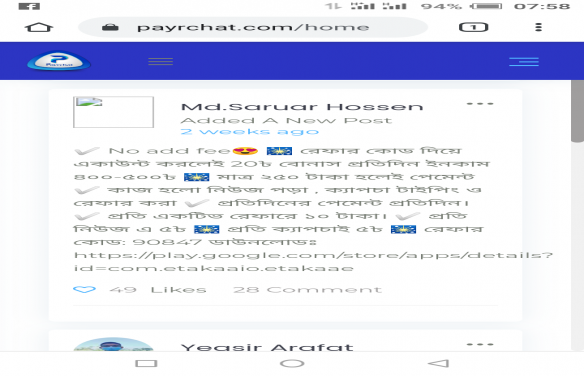 94% 07:58
payrchat.com/home 1
Payrchat
Md.Saruar Hossen
Added A New Post
2 weeks ago
✔ No add fee😍 🎆 রেফার কোড দিয়ে
একাউন্ট করলেই 20৳ বোনাস প্রতিদিন ইনকাম
৪০০-৫০০৳ 🎆 মাত্র ২৫০ টাকা হলেই পেমেন্ট
✔ কাজ হলো নিউজ পড়া , ক্যাপচা টাইপিং ও
রেফার করা ✔ প্রতিদিনের পেমেন্ট প্রতিদিন।
✔ প্রতি একটিভ রেফারে ১০ টাকা। ✔ প্রতি
নিউজ এ ৫৳ 🎆 প্রতি ক্যাপচাই ৫৳ 🎆 রেফার
কোড: 90847 ডাউনলোডঃ
https://play.google.com/store/apps/details?
id=com.etakaaio.etakaae
49 Likes 28 Comment
Yeasir Arafat